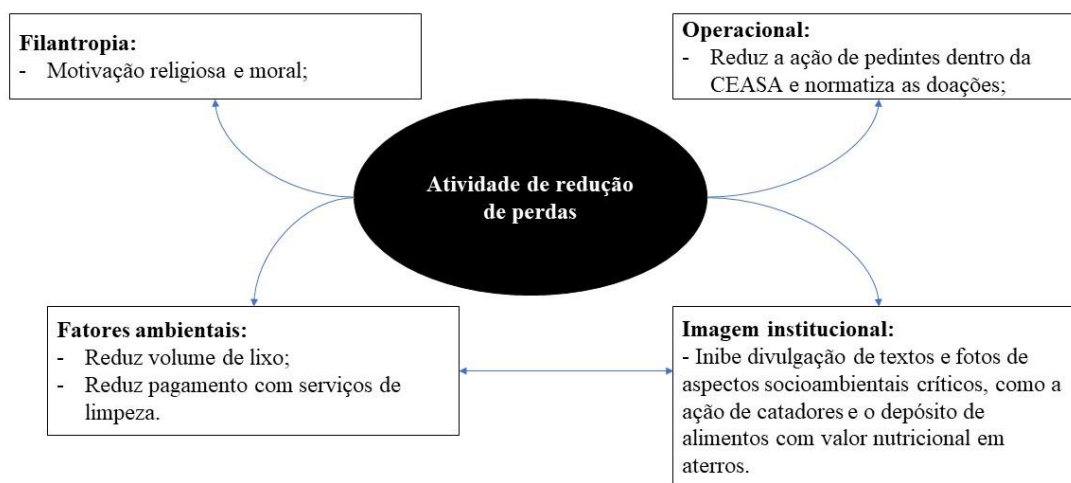 Filantropia:
- Motivação religiosa e moral;
Operacional:
- Reduz a ação de pedintes dentro da
CEASA e normatiza as doações;
Atividade de redução
de perdas
Fatores ambientais:
- Reduz volume de lixo;
- Reduz pagamento com serviços de
limpeza.
Imagem institucional:
- Inibe divulgação de textos e fotos de
aspectos socioambientais críticos, como a
ação de catadores e o depósito de
alimentos com valor nutricional em
aterros.